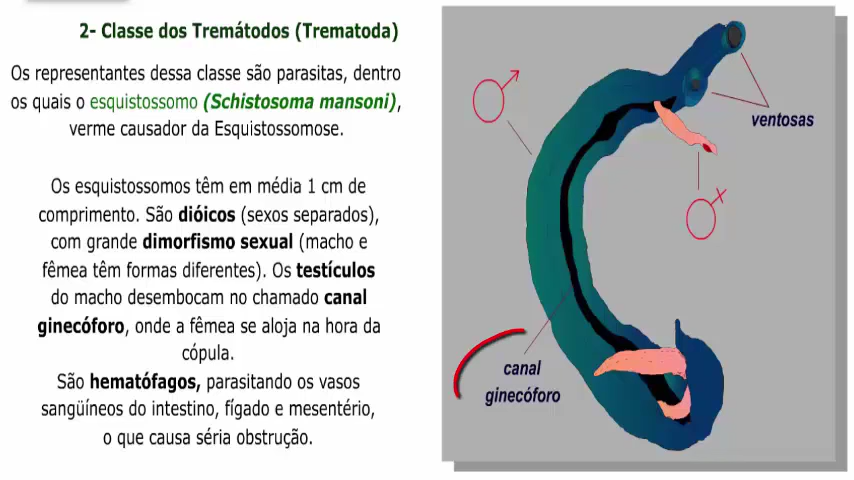 2- Classe dos Tremátodos (Trematoda)
Os representantes dessa classe são parasitas, dentro
os quais o esquistossomo (Schistosoma mansoni),
verme causador da Esquistossomose.
Os esquistossomos têm em média 1 cm de
comprimento. São dióicos (sexos separados),
com grande dimorfismo sexual (macho e
fêmea têm formas diferentes). Os testículos
do macho desembocam no chamado canal
ginecóforo, onde a fêmea se aloja na hora da
cópula.
São hematófagos, parasitando os vasos
sangüíneos do intestino, fígado e mesentério,
o que causa séria obstrução.
ventosas
canal
ginecóforo